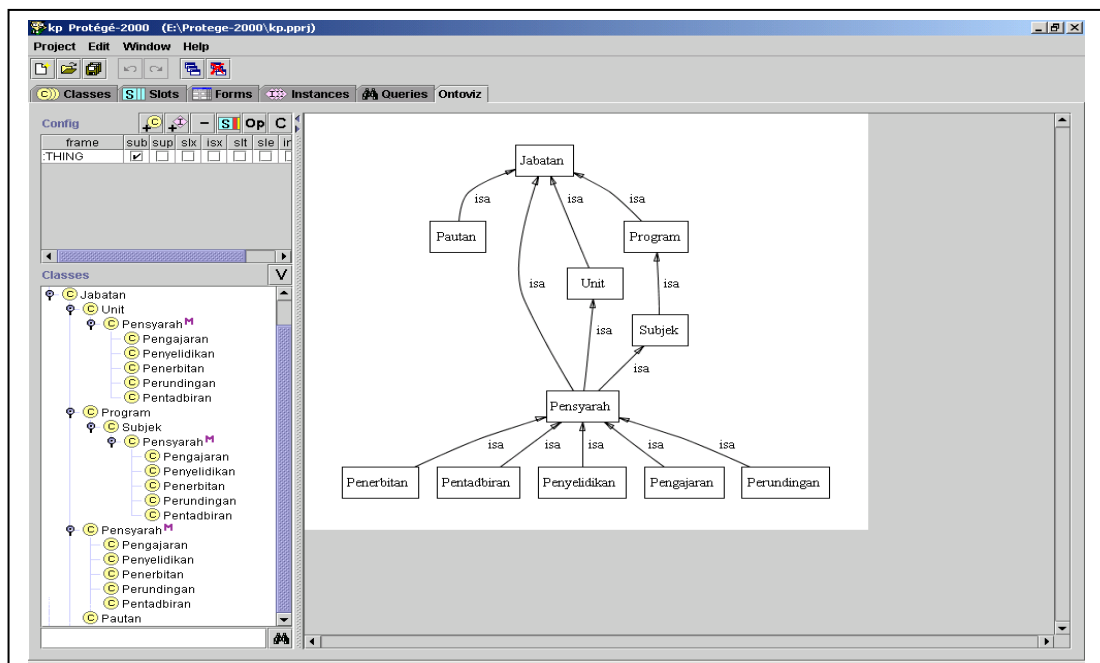 kp Protégé-2000 (E:\Protege-2000\kp.pprj)
Project Edit Window Help
C Classes S Slots Forms Instances Queries Ontoviz
Config C I – S Op C
frame sub sup slx isx slt sle in
:THING
Classes V
C Jabatan
C Unit
C Pensyarah M
C Pengajaran
C Penyelidikan
C Penerbitan
C Perundingan
C Pentadbiran
C Program
C Subjek
C Pensyarah M
C Pengajaran
C Penyelidikan
C Penerbitan
C Perundingan
C Pentadbiran
C Pensyarah M
C Pengajaran
C Penyelidikan
C Penerbitan
C Perundingan
C Pentadbiran
C Pautan
Jabatan
isa isa isa
Pautan Program
isa Unit isa
isa Subjek
isa
Pensyarah
isa isa isa isa isa
Penerbitan Pentadbiran Penyelidikan Pengajaran Perundingan